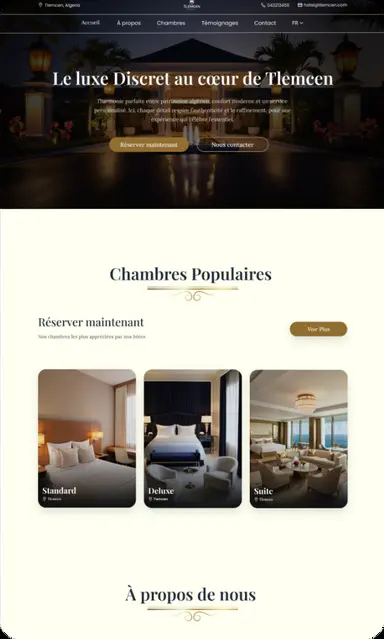 Tlemcen, Algeria
TLEMCEN
043213455
hotel@tlemcen.com
Accueil
À propos
Chambres
Témoignages
Contact
FR
Le luxe Discret au cœur de Tlemcen
l'harmonie parfaite entre patrimoine algérien, confort moderne et un service
personnalisé. Ici, chaque détail respire l'authenticité et le raffinement, pour une
expérience qui célèbre l'essentiel.
Réserver maintenant
Nous contacter
Chambres Populaires
Réserver maintenant
Nos chambres les plus appréciées par nos hôtes
Voir Plus
Standard
Tlemcen
Deluxe
Tlemcen
Suite
Tlemcen
À propos de nous